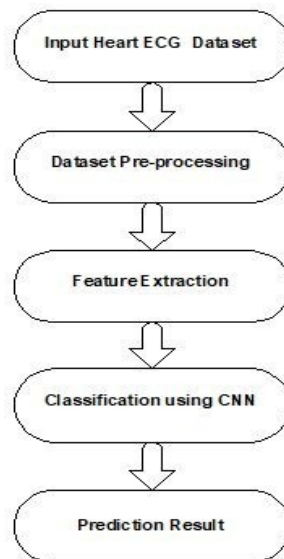 Input Heart ECG Dataset
Dataset Pre-processing
Feature Extraction
Classification using CNN
Prediction Result